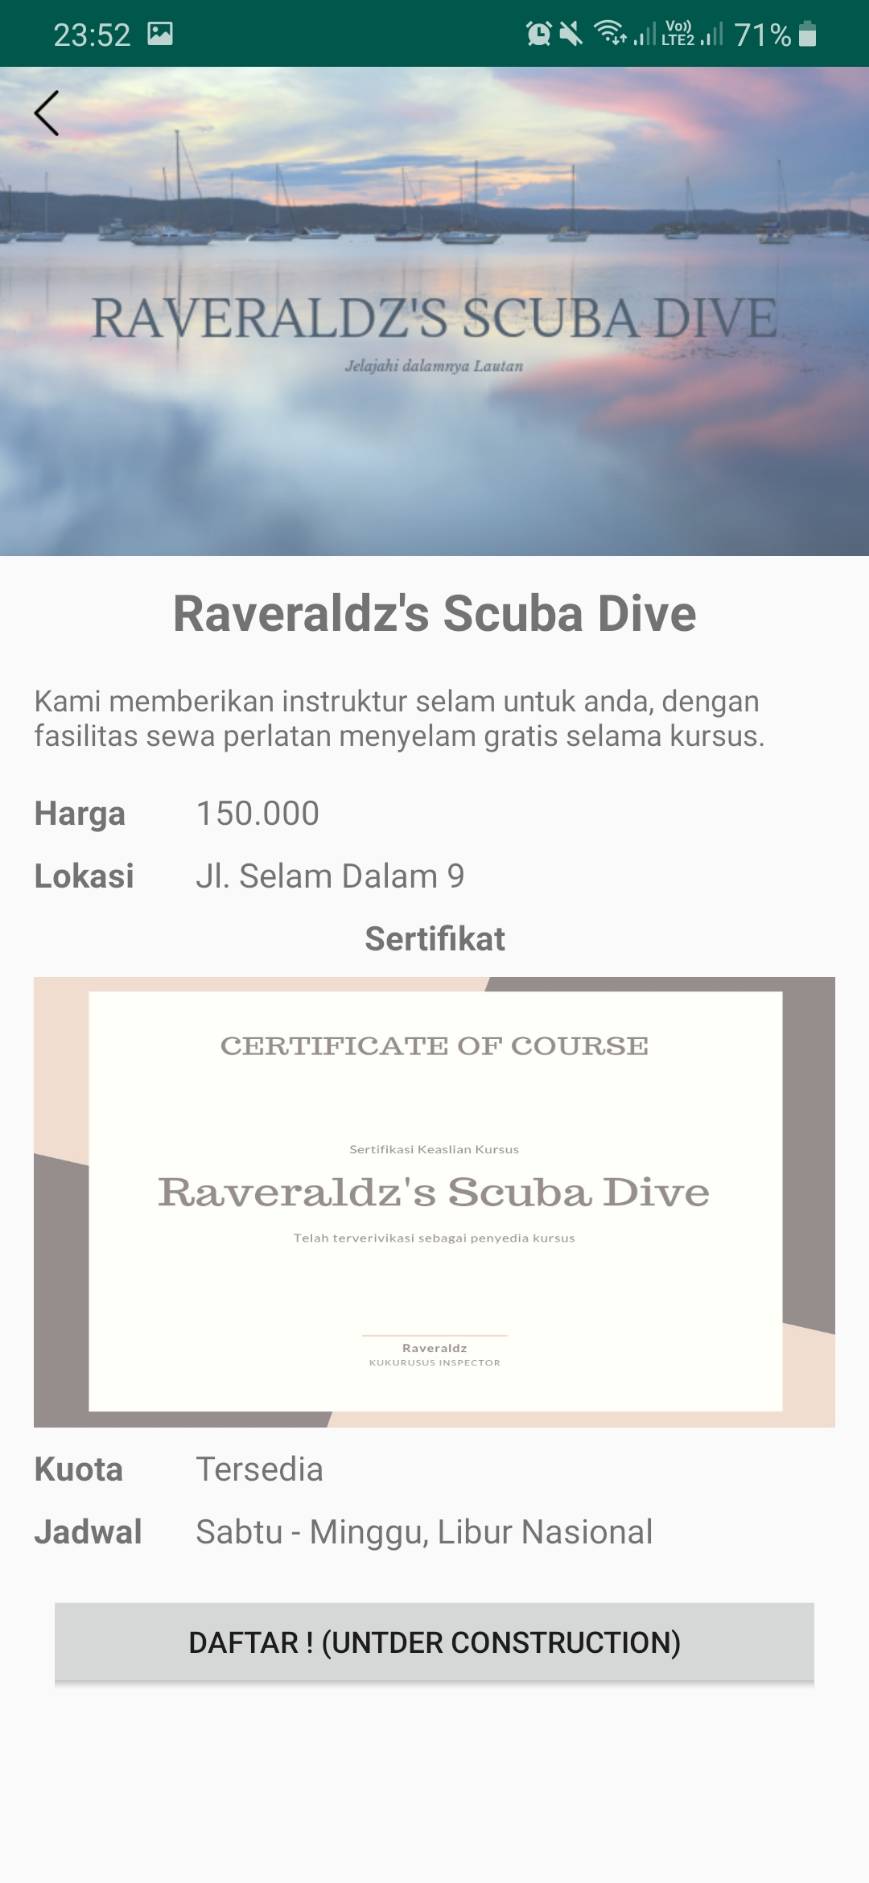 23:52
Vo))
LTE2
71%
RAVERALDZ'S SCUBA DIVE
Jelajahi dalamnya Lautan
Raveraldz's Scuba Dive
Kami memberikan instruktur selam untuk anda, dengan
fasilitas sewa perlatan menyelam gratis selama kursus.
Harga 150.000
Lokasi Jl. Selam Dalam 9
Sertifikat
CERTIFICATE OF COURSE
Sertifikasi Keaslian Kursus
Raveraldz's Scuba Dive
Telah terverivikasi sebagai penyedia kursus
Raveraldz
KUKURUSUS INSPECTOR
Kuota Tersedia
Jadwal Sabtu - Minggu, Libur Nasional
DAFTAR ! (UNTDER CONSTRUCTION)